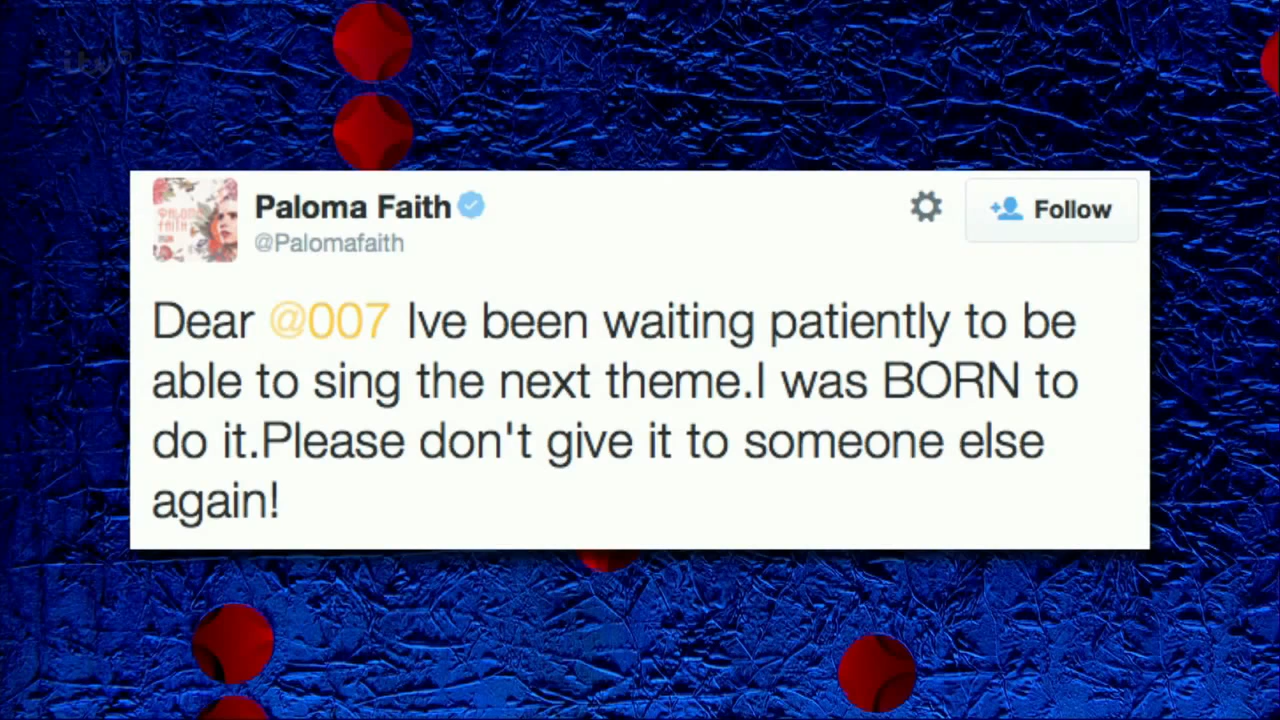 itv
Paloma Faith
@Palomafaith
Follow
Dear @007 Ive been waiting patiently to be
able to sing the next theme.I was BORN to
do it.Please don't give it to someone else
again!